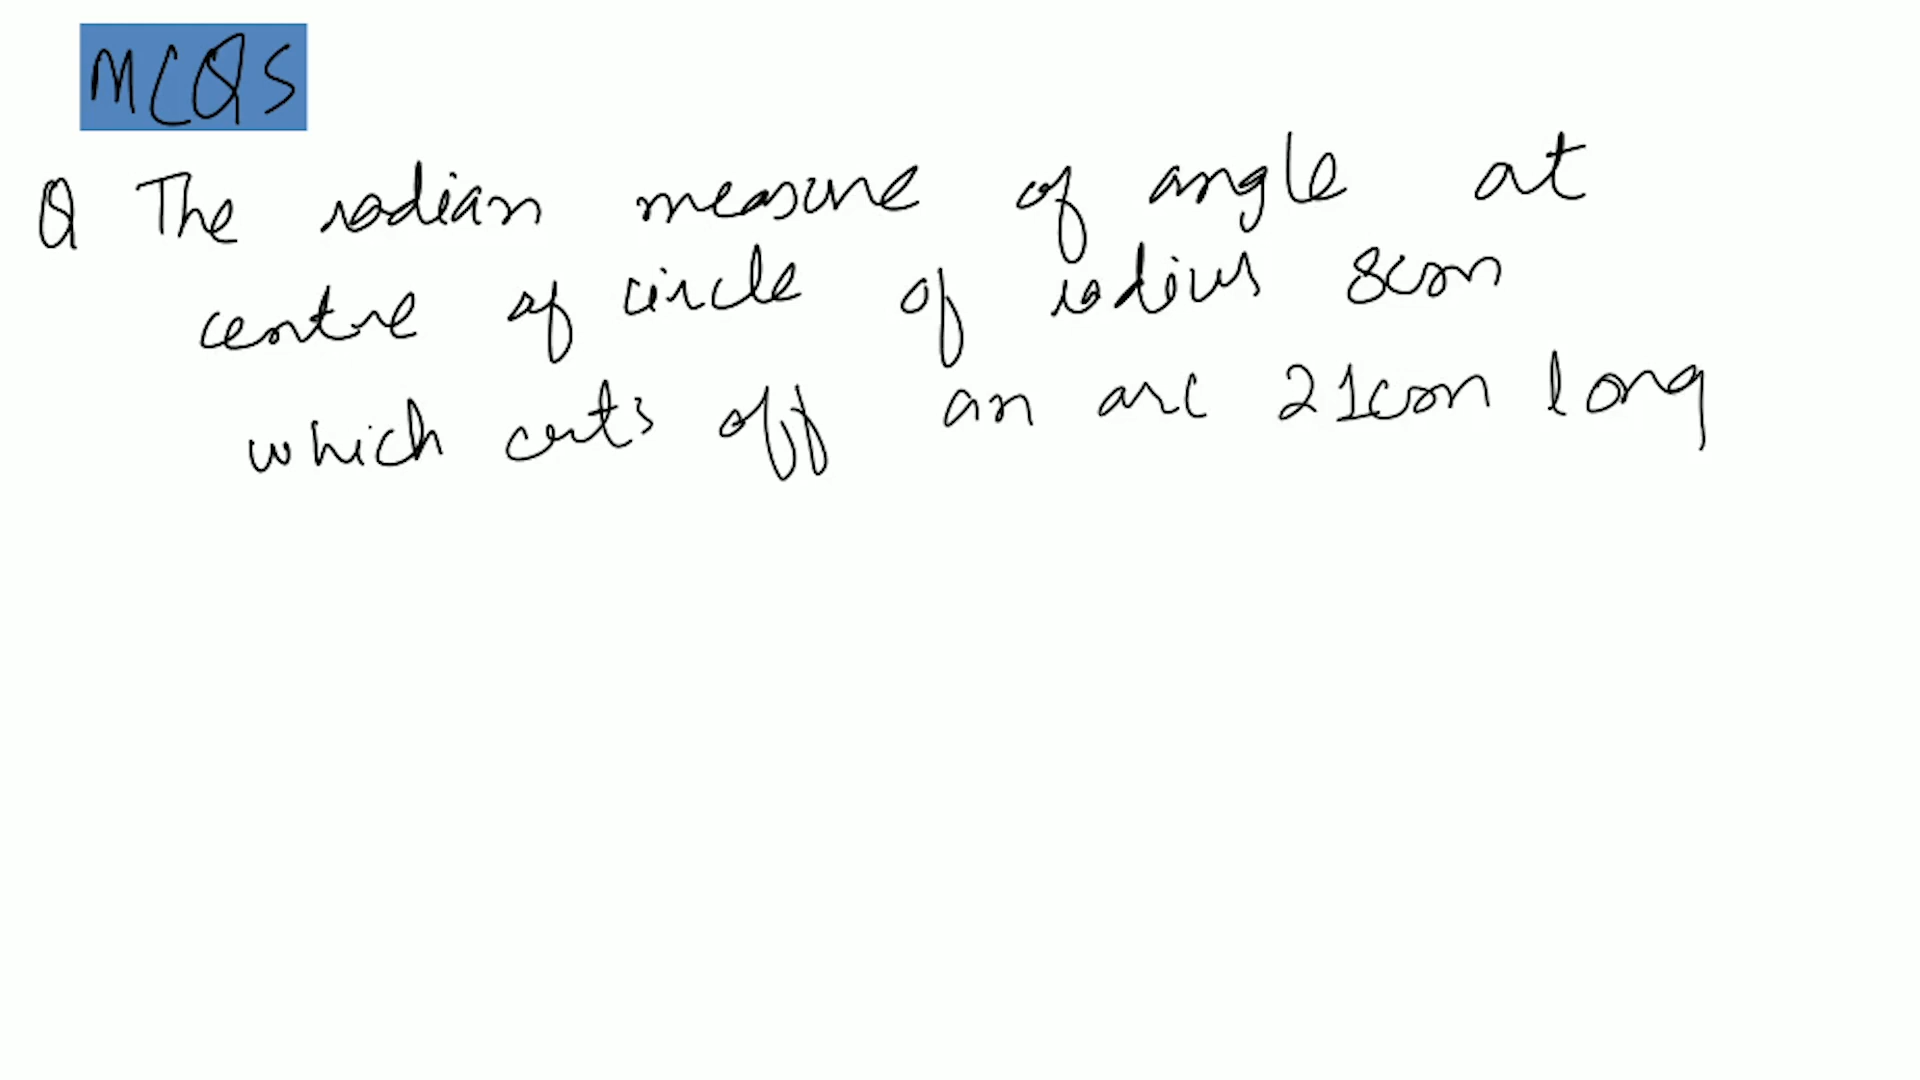 MCQS
Q The radian measure of angle at
centre of circle of radius 8cm
which cuts off an arc 21cm long